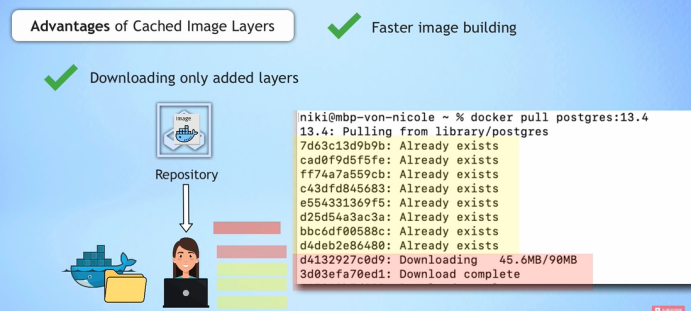 Advantages of Cached Image Layers
Faster image building
Downloading only added layers
Image
Repository
niki@mbp-von-nicole ~ % docker pull postgres:13.4
13.4: Pulling from library/postgres
7d63c13d9b9b: Already exists
cad0f9d5f5fe: Already exists
ff74a7a559cb: Already exists
c43dfd845683: Already exists
e554331369f5: Already exists
d25d54a3ac3a: Already exists
bbc6df00588c: Already exists
d4deb2e86480: Already exists
d4132927c0d9: Downloading 45.6MB/90MB
3d03efa70ed1: Download complete